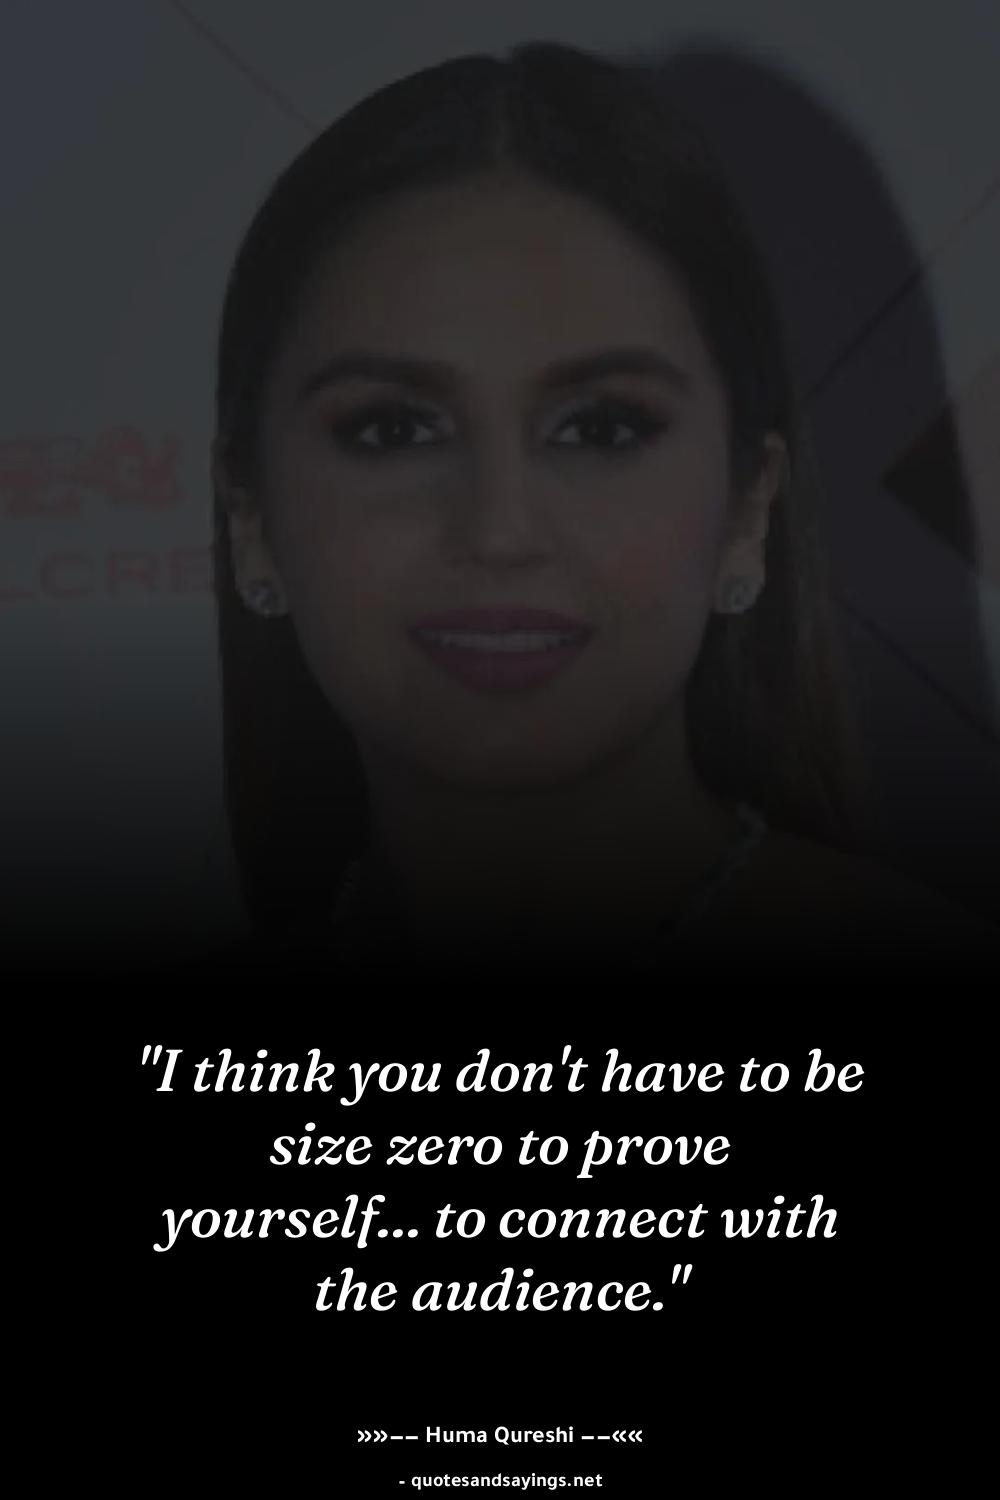 LCRE
"I think you don't have to be
size zero to prove
yourself... to connect with
the audience."
»»–– Huma Qureshi ––««
- quotesandsayings.net